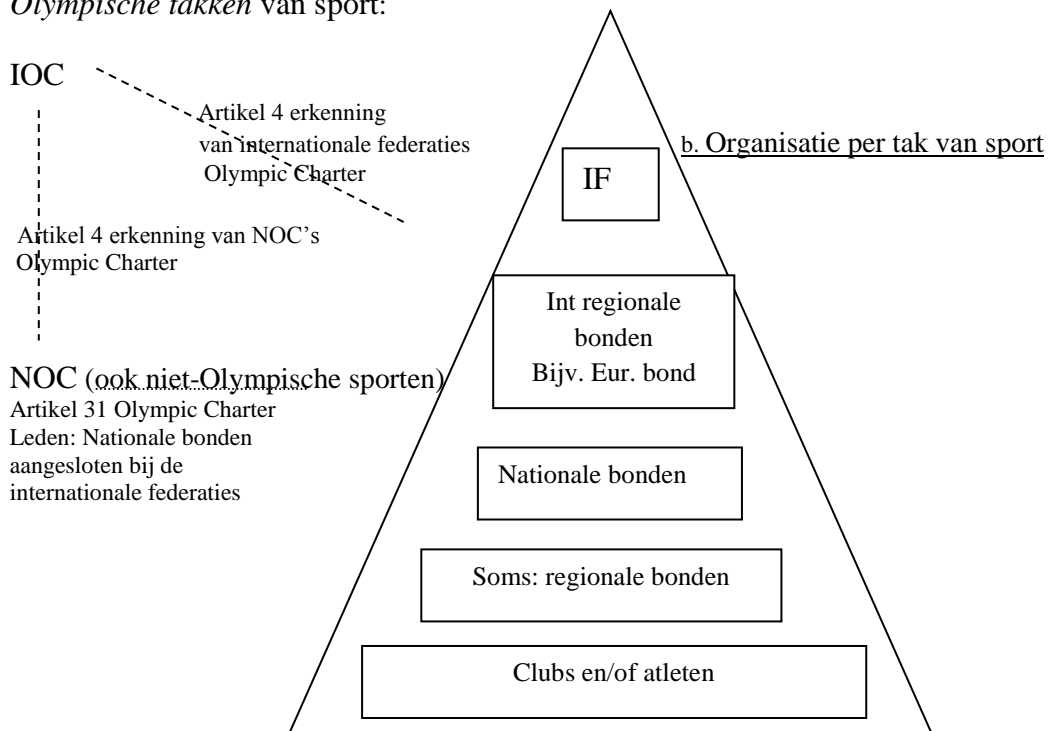 Olympische takken van sport:
IOC
Artikel 4 erkenning
van internationale federaties
Olympic Charter
b. Organisatie per tak van sport
IF
Artikel 4 erkenning van NOC’s
Olympic Charter
Int regionale
bonden
Bijv. Eur. bond
NOC (ook niet-Olympische sporten)
Artikel 31 Olympic Charter
Leden: Nationale bonden
aangesloten bij de
internationale federaties
Nationale bonden
Soms: regionale bonden
Clubs en/of atleten